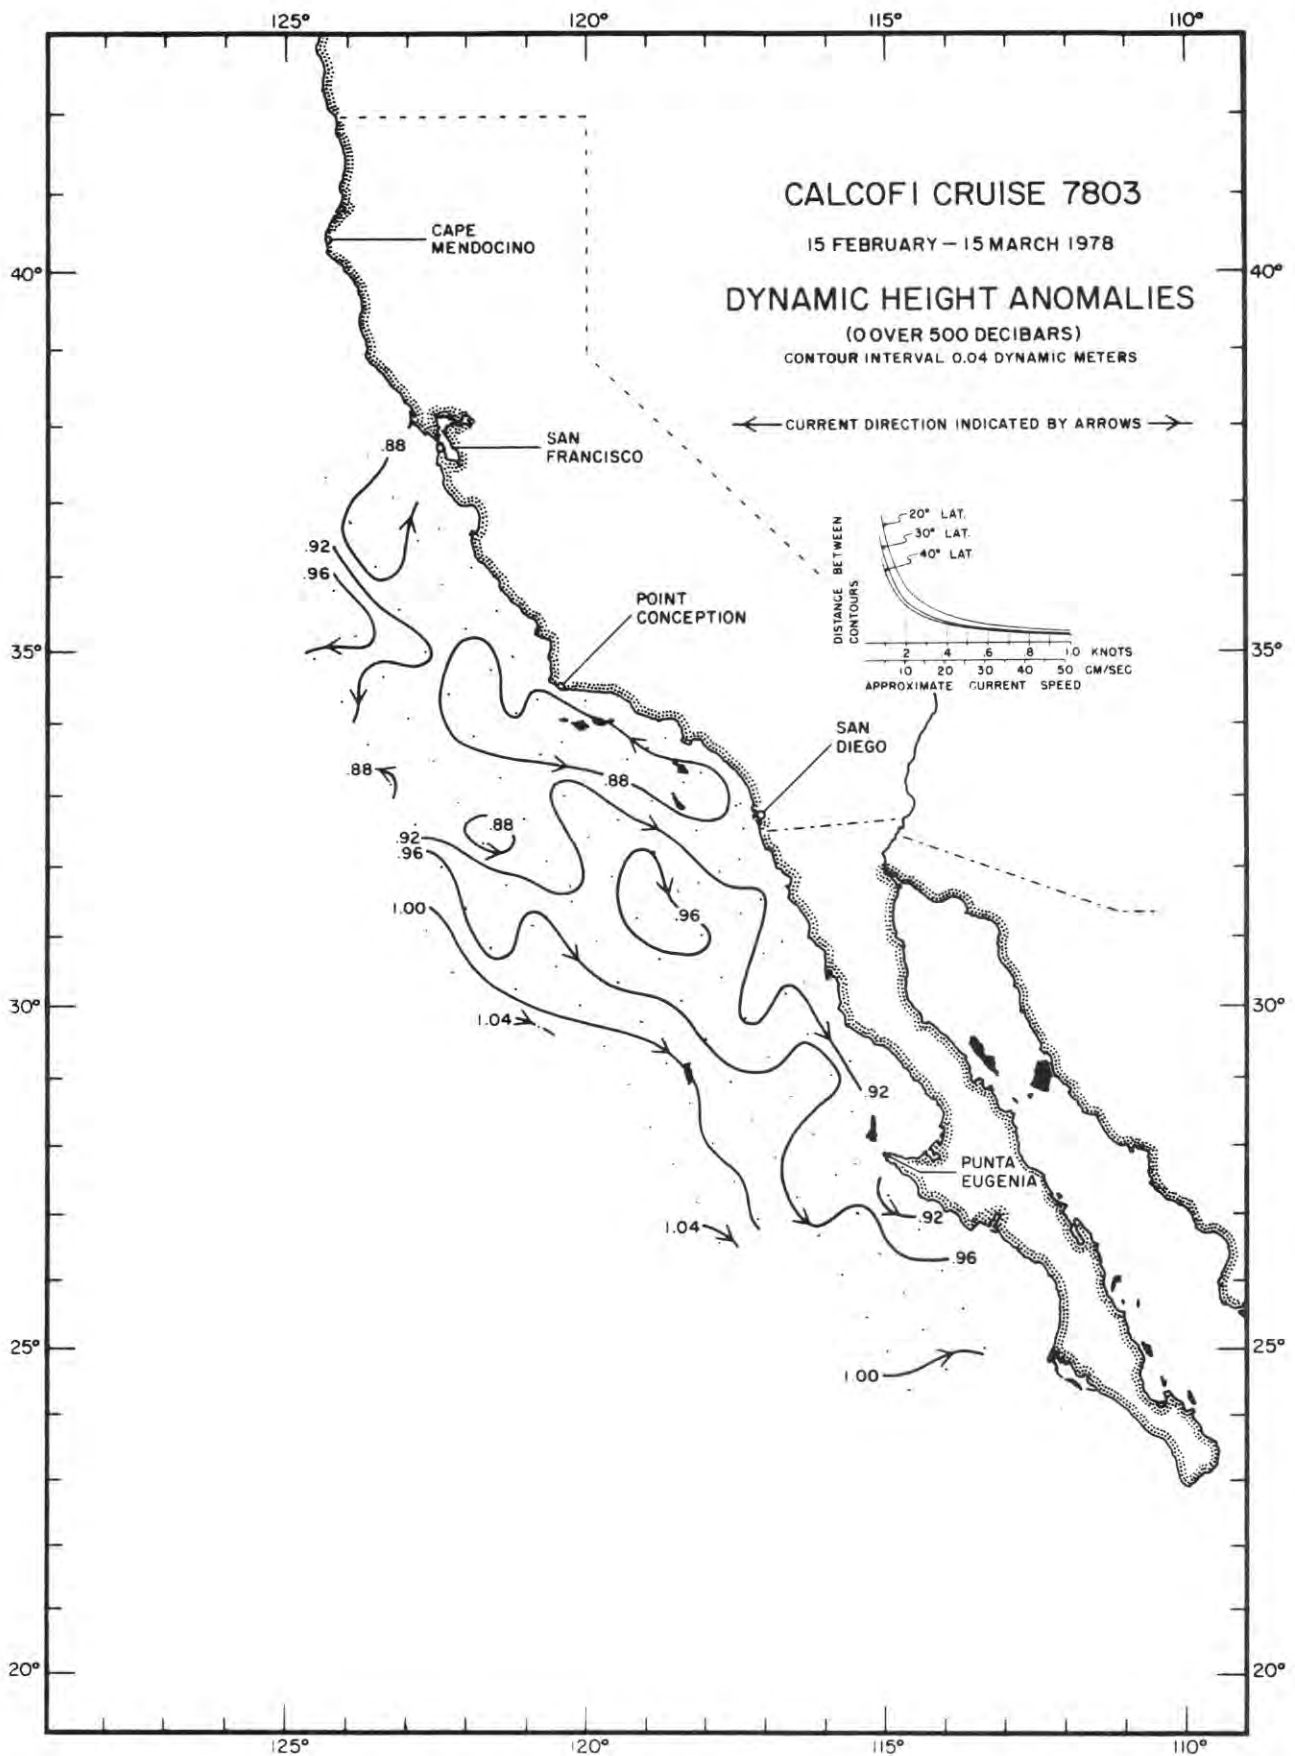 125° 120° 115° 110°
CALCOFI CRUISE 7803
15 FEBRUARY – 15 MARCH 1978
CAPE
MENDOCINO
40° 40°
DYNAMIC HEIGHT ANOMALIES
(0 OVER 500 DECIBARS)
CONTOUR INTERVAL 0.04 DYNAMIC METERS
CURRENT DIRECTION INDICATED BY ARROWS
SAN
FRANCISCO
.88
20° LAT.
30° LAT.
40° LAT.
DISTANCE BETWEEN
CONTOURS
.2 .4 .6 .8 1.0 KNOTS
10 20 30 40 50 CM/SEC
APPROXIMATE CURRENT SPEED
.92
.96
POINT
CONCEPTION
35° 35°
SAN
DIEGO
.88
.88
.88
.92
.96
1.00
.96
30° 30°
1.04
.92
PUNTA
EUGENIA
.92
1.04
.96
25° 25°
1.00
20° 20°
125° 120° 115° 110°